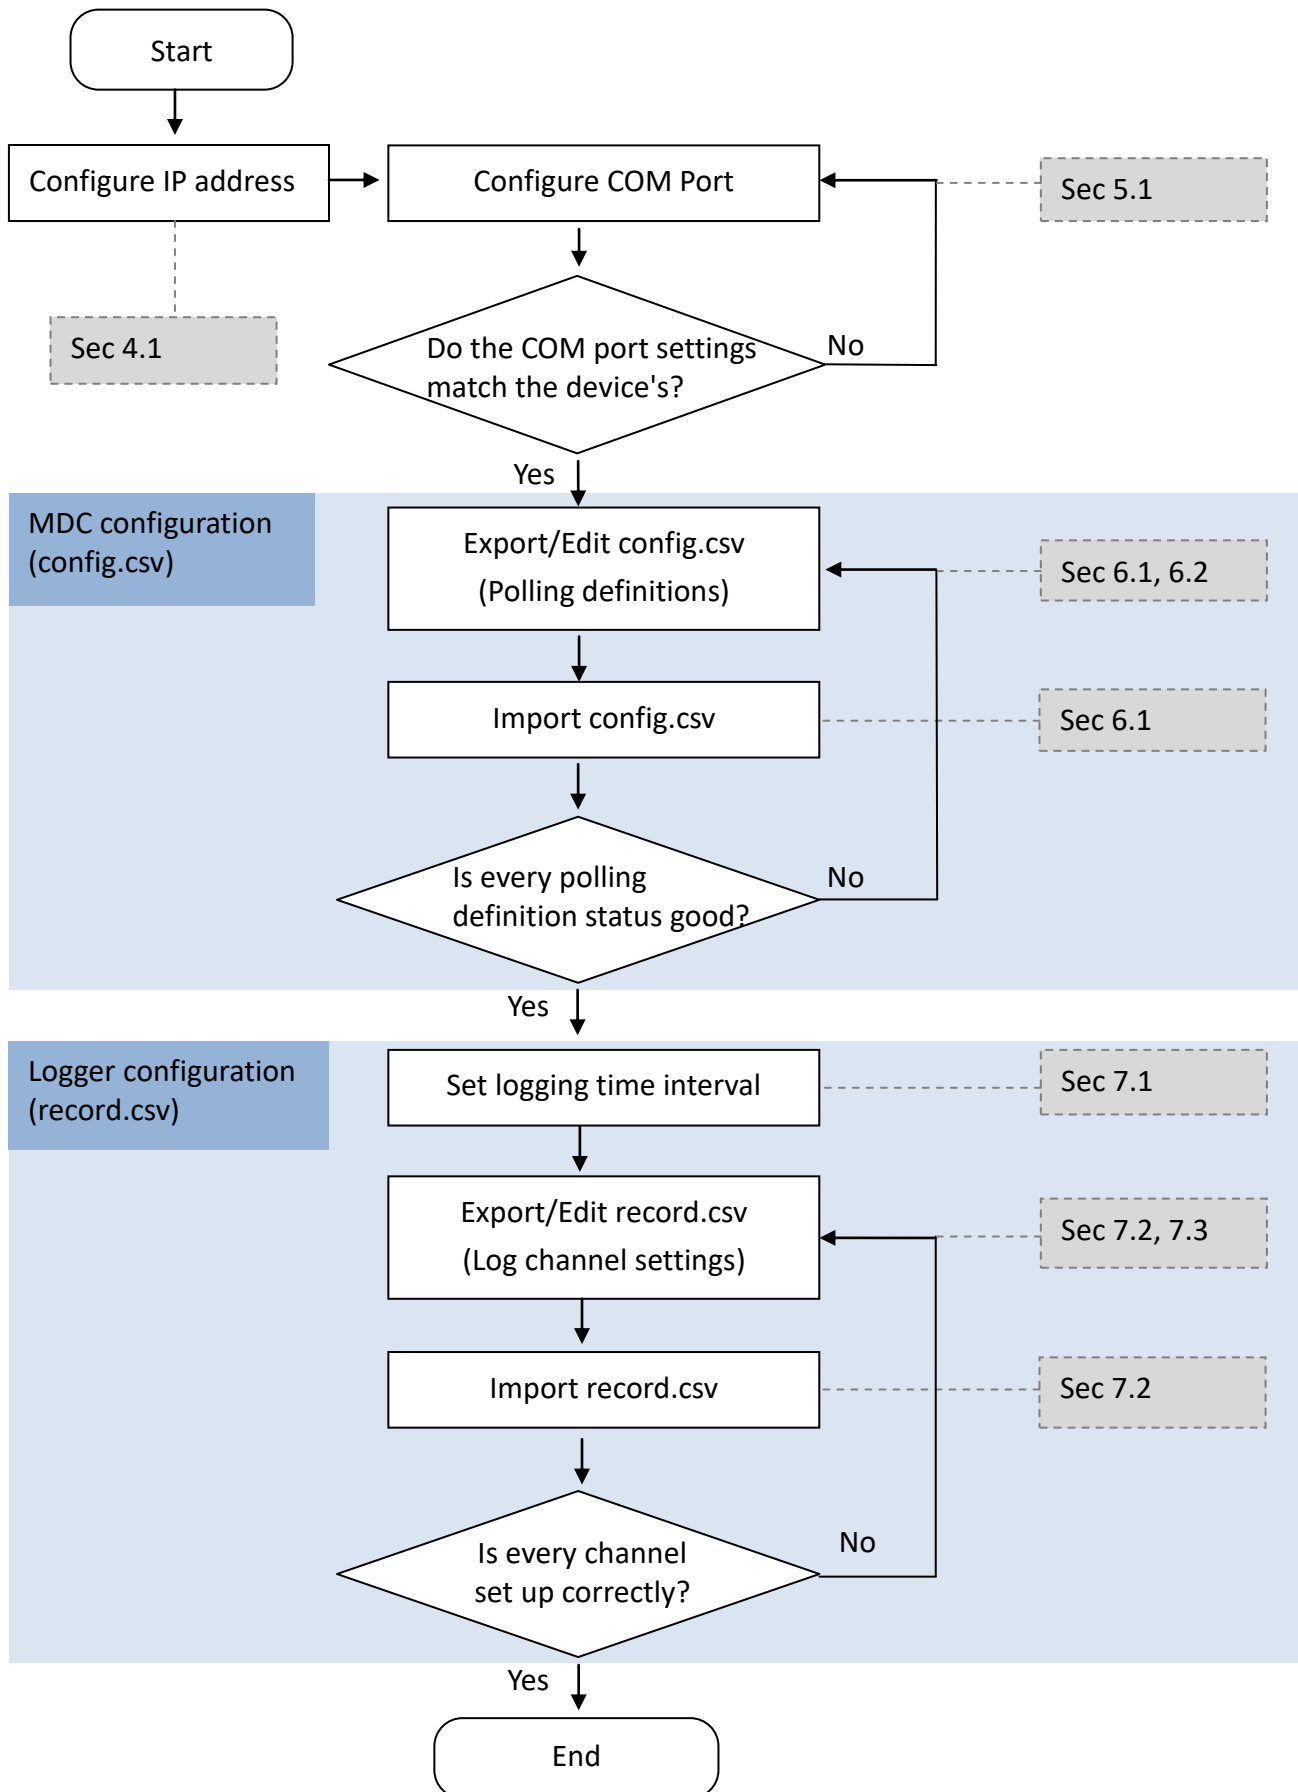 Start
Configure IP address
Configure COM Port
Sec 5.1
Sec 4.1
Do the COM port settings
match the device's?
No
Yes
MDC configuration
(config.csv)
Export/Edit config.csv
(Polling definitions)
Sec 6.1, 6.2
Import config.csv
Sec 6.1
Is every polling
definition status good?
No
Yes
Logger configuration
(record.csv)
Set logging time interval
Sec 7.1
Export/Edit record.csv
(Log channel settings)
Sec 7.2, 7.3
Import record.csv
Sec 7.2
Is every channel
set up correctly?
No
Yes
End